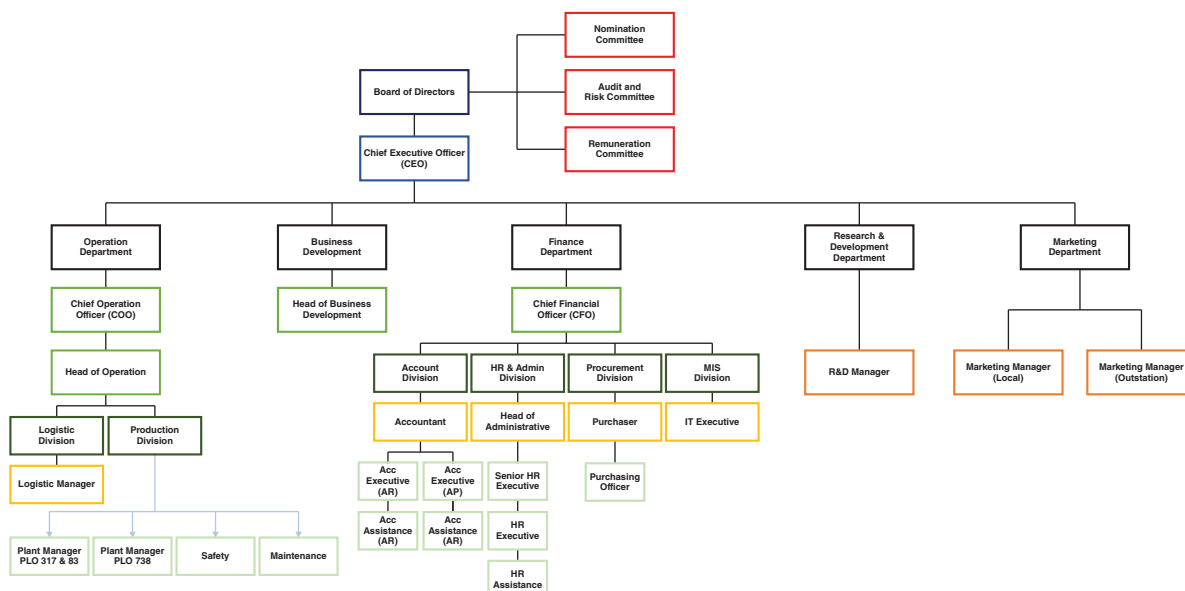 Nomination
Committee
Board of Directors
Audit and
Risk Committee
Chief Executive Officer
(CEO)
Remuneration
Committee
Operation
Department
Business
Development
Finance
Department
Research &
Development
Department
Marketing
Department
Chief Operation
Officer (COO)
Head of Business
Development
Chief Financial
Officer (CFO)
Head of Operation
Account
Division
HR & Admin
Division
Procurement
Division
MIS
Division
R&D Manager
Marketing Manager
(Local)
Marketing Manager
(Outstation)
Logistic
Division
Production
Division
Accountant
Head of
Administrative
Purchaser
IT Executive
Logistic Manager
Acc
Executive
(AR)
Acc
Executive
(AP)
Senior HR
Executive
Purchasing
Officer
Acc
Assistance
(AR)
Acc
Assistance
(AR)
HR
Executive
Plant Manager
PLO 317 & 83
Plant Manager
PLO 738
Safety
Maintenance
HR
Assistance